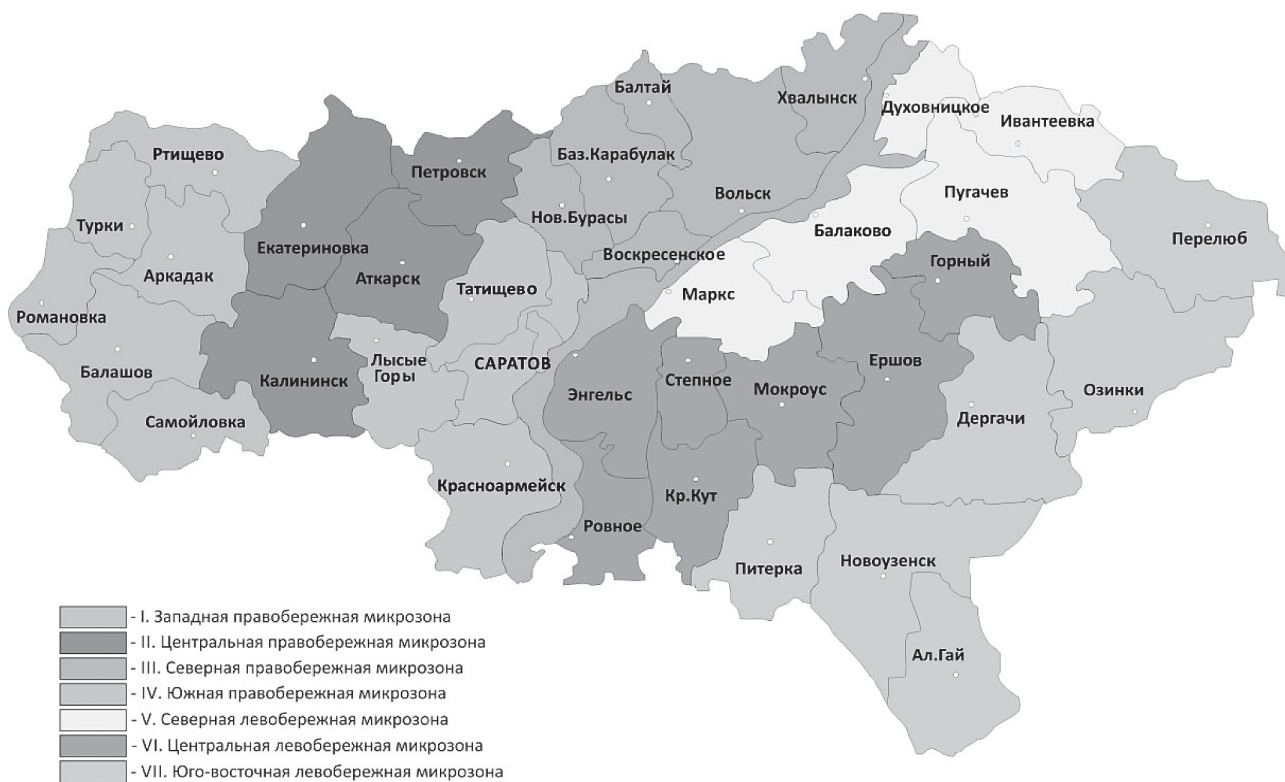 Балтай
Хвалынск
Духовницкое
Ивантеевка
Ртищево
Петровск
Баз.Карабулак
Вольск
Пугачев
Турки
Нов.Бурасы
Балаково
Перелюб
Екатериновка
Воскресенское
Аркадак
Аткарск
Горный
Татищево
Маркс
Романовка
Балашов
Калининск
Лысые
Горы
САРАТОВ
Энгельс
Степное
Мокроус
Ершов
Озинки
Самойловка
Дергачи
Красноармейск
Кр.Кут
Ровное
Питерка
Новоузенск
Ал.Гай
- I. Западная правобережная микрозона
- II. Центральная правобережная микрозона
- III. Северная правобережная микрозона
- IV. Южная правобережная микрозона
- V. Северная левобережная микрозона
- VI. Центральная левобережная микрозона
- VII. Юго-восточная левобережная микрозона